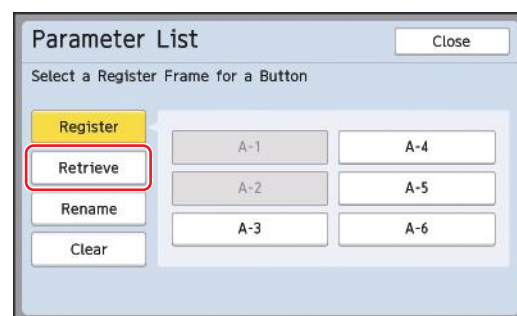 Parameter List
Close
Select a Register Frame for a Button
Register
Retrieve
Rename
Clear
A-1
A-4
A-2
A-5
A-3
A-6